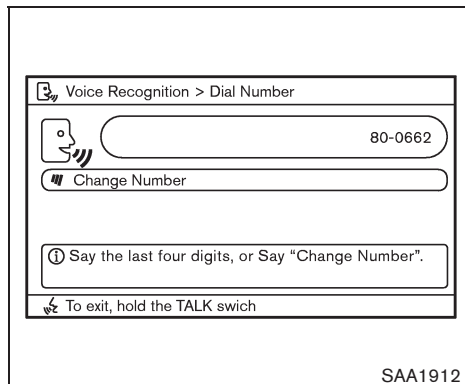 Voice Recognition > Dial Number
80-0662
Change Number
Say the last four digits, or Say “Change Number”.
To exit, hold the TALK swich
SAA1912